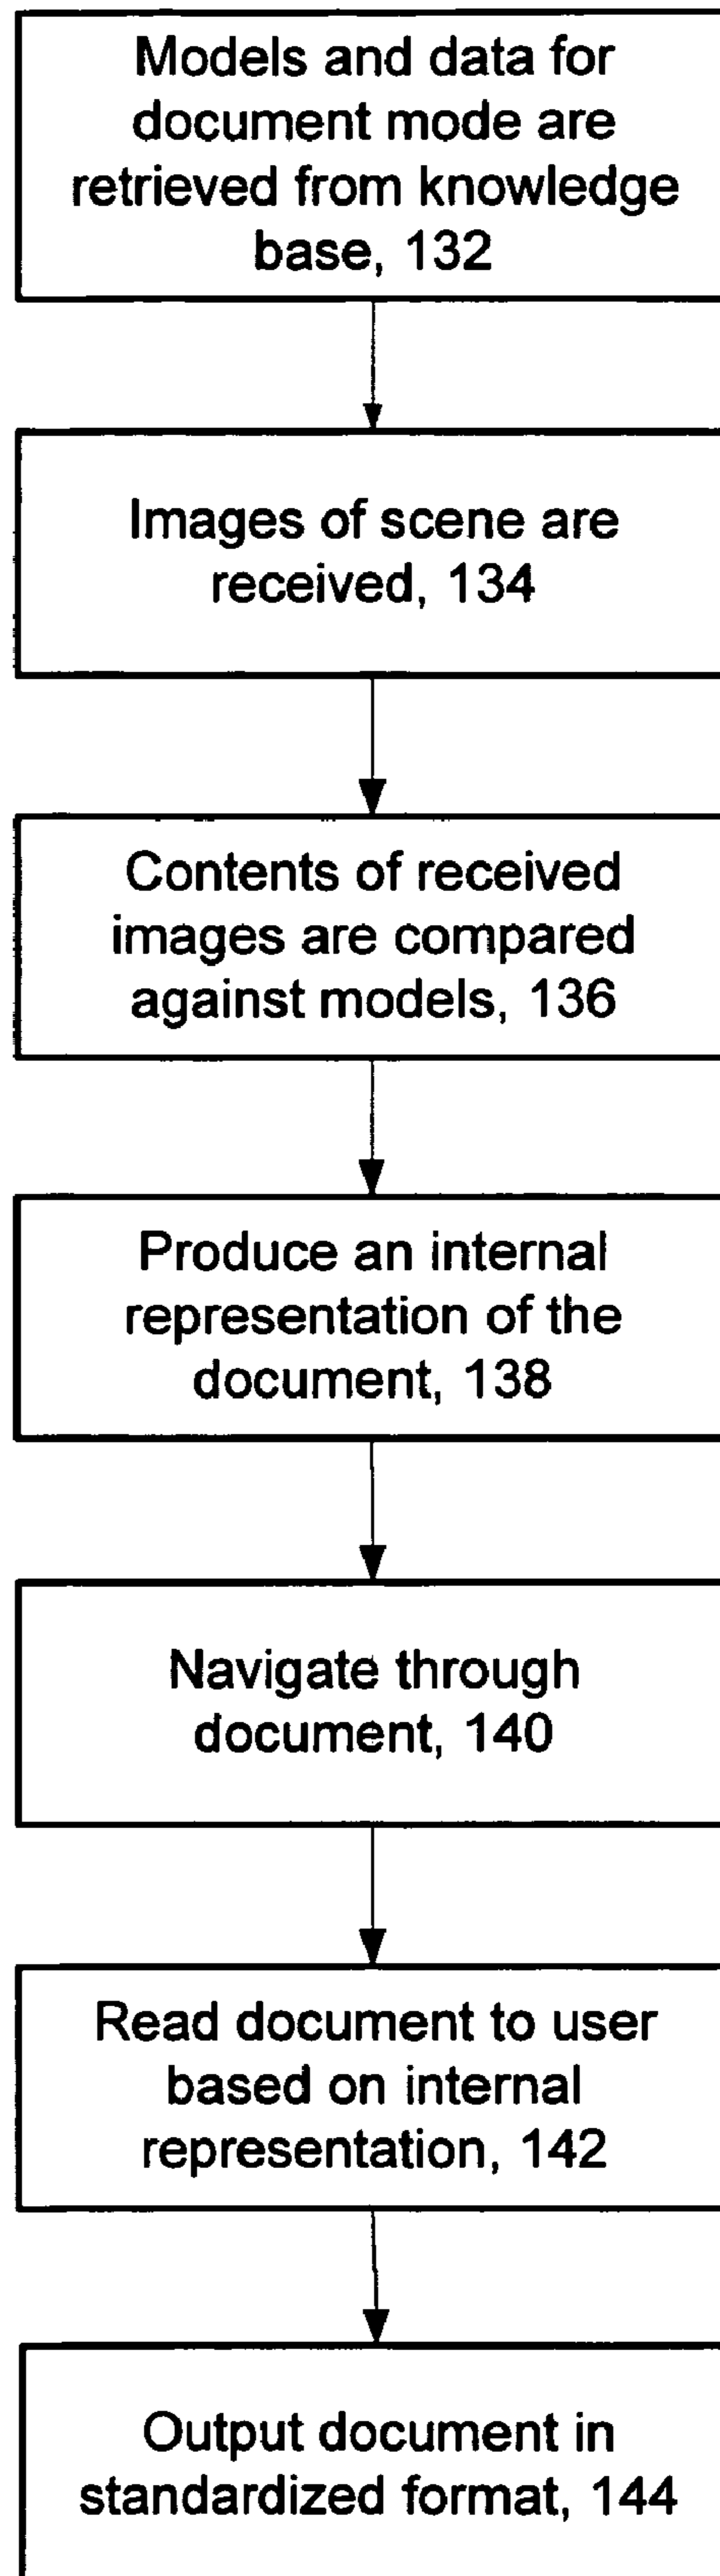 Models and data for
document mode are
retrieved from knowledge
base, 132
Images of scene are
received, 134
Contents of received
images are compared
against models, 136
Produce an internal
representation of the
document, 138
Navigate through
document, 140
Read document to user
based on internal
representation, 142
Output document in
standardized format, 144